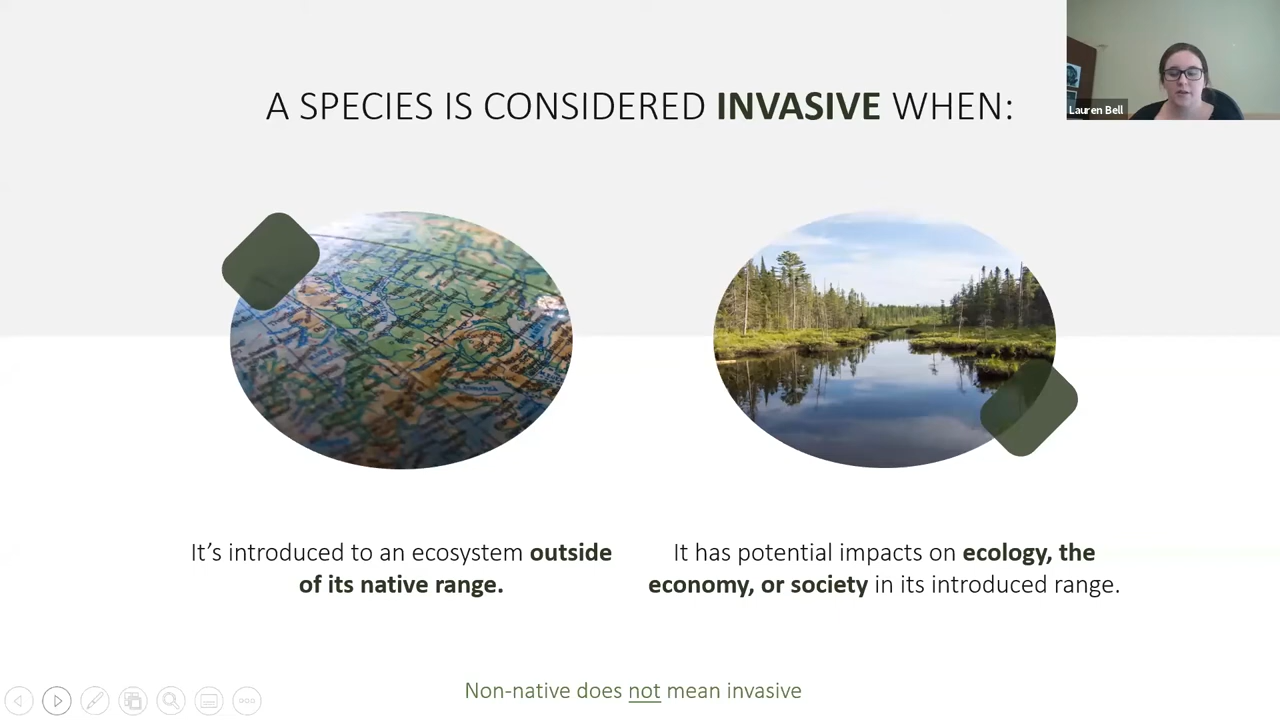 A SPECIES IS CONSIDERED INVASIVE WHEN:
Lauren Bell
It’s introduced to an ecosystem outside
of its native range.
It has potential impacts on ecology, the
economy, or society in its introduced range.
Non-native does not mean invasive